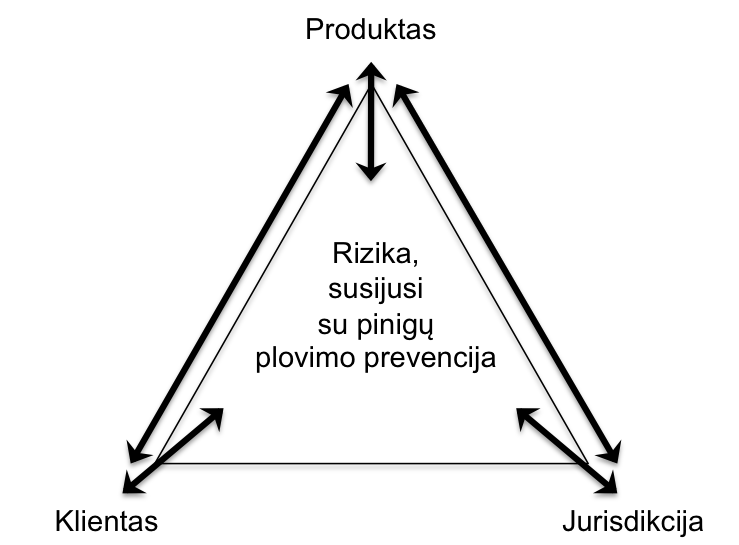 Produktas
Rizika,
susijusi
su pinigų
plovimo prevencija
Klientas
Jurisdikcija